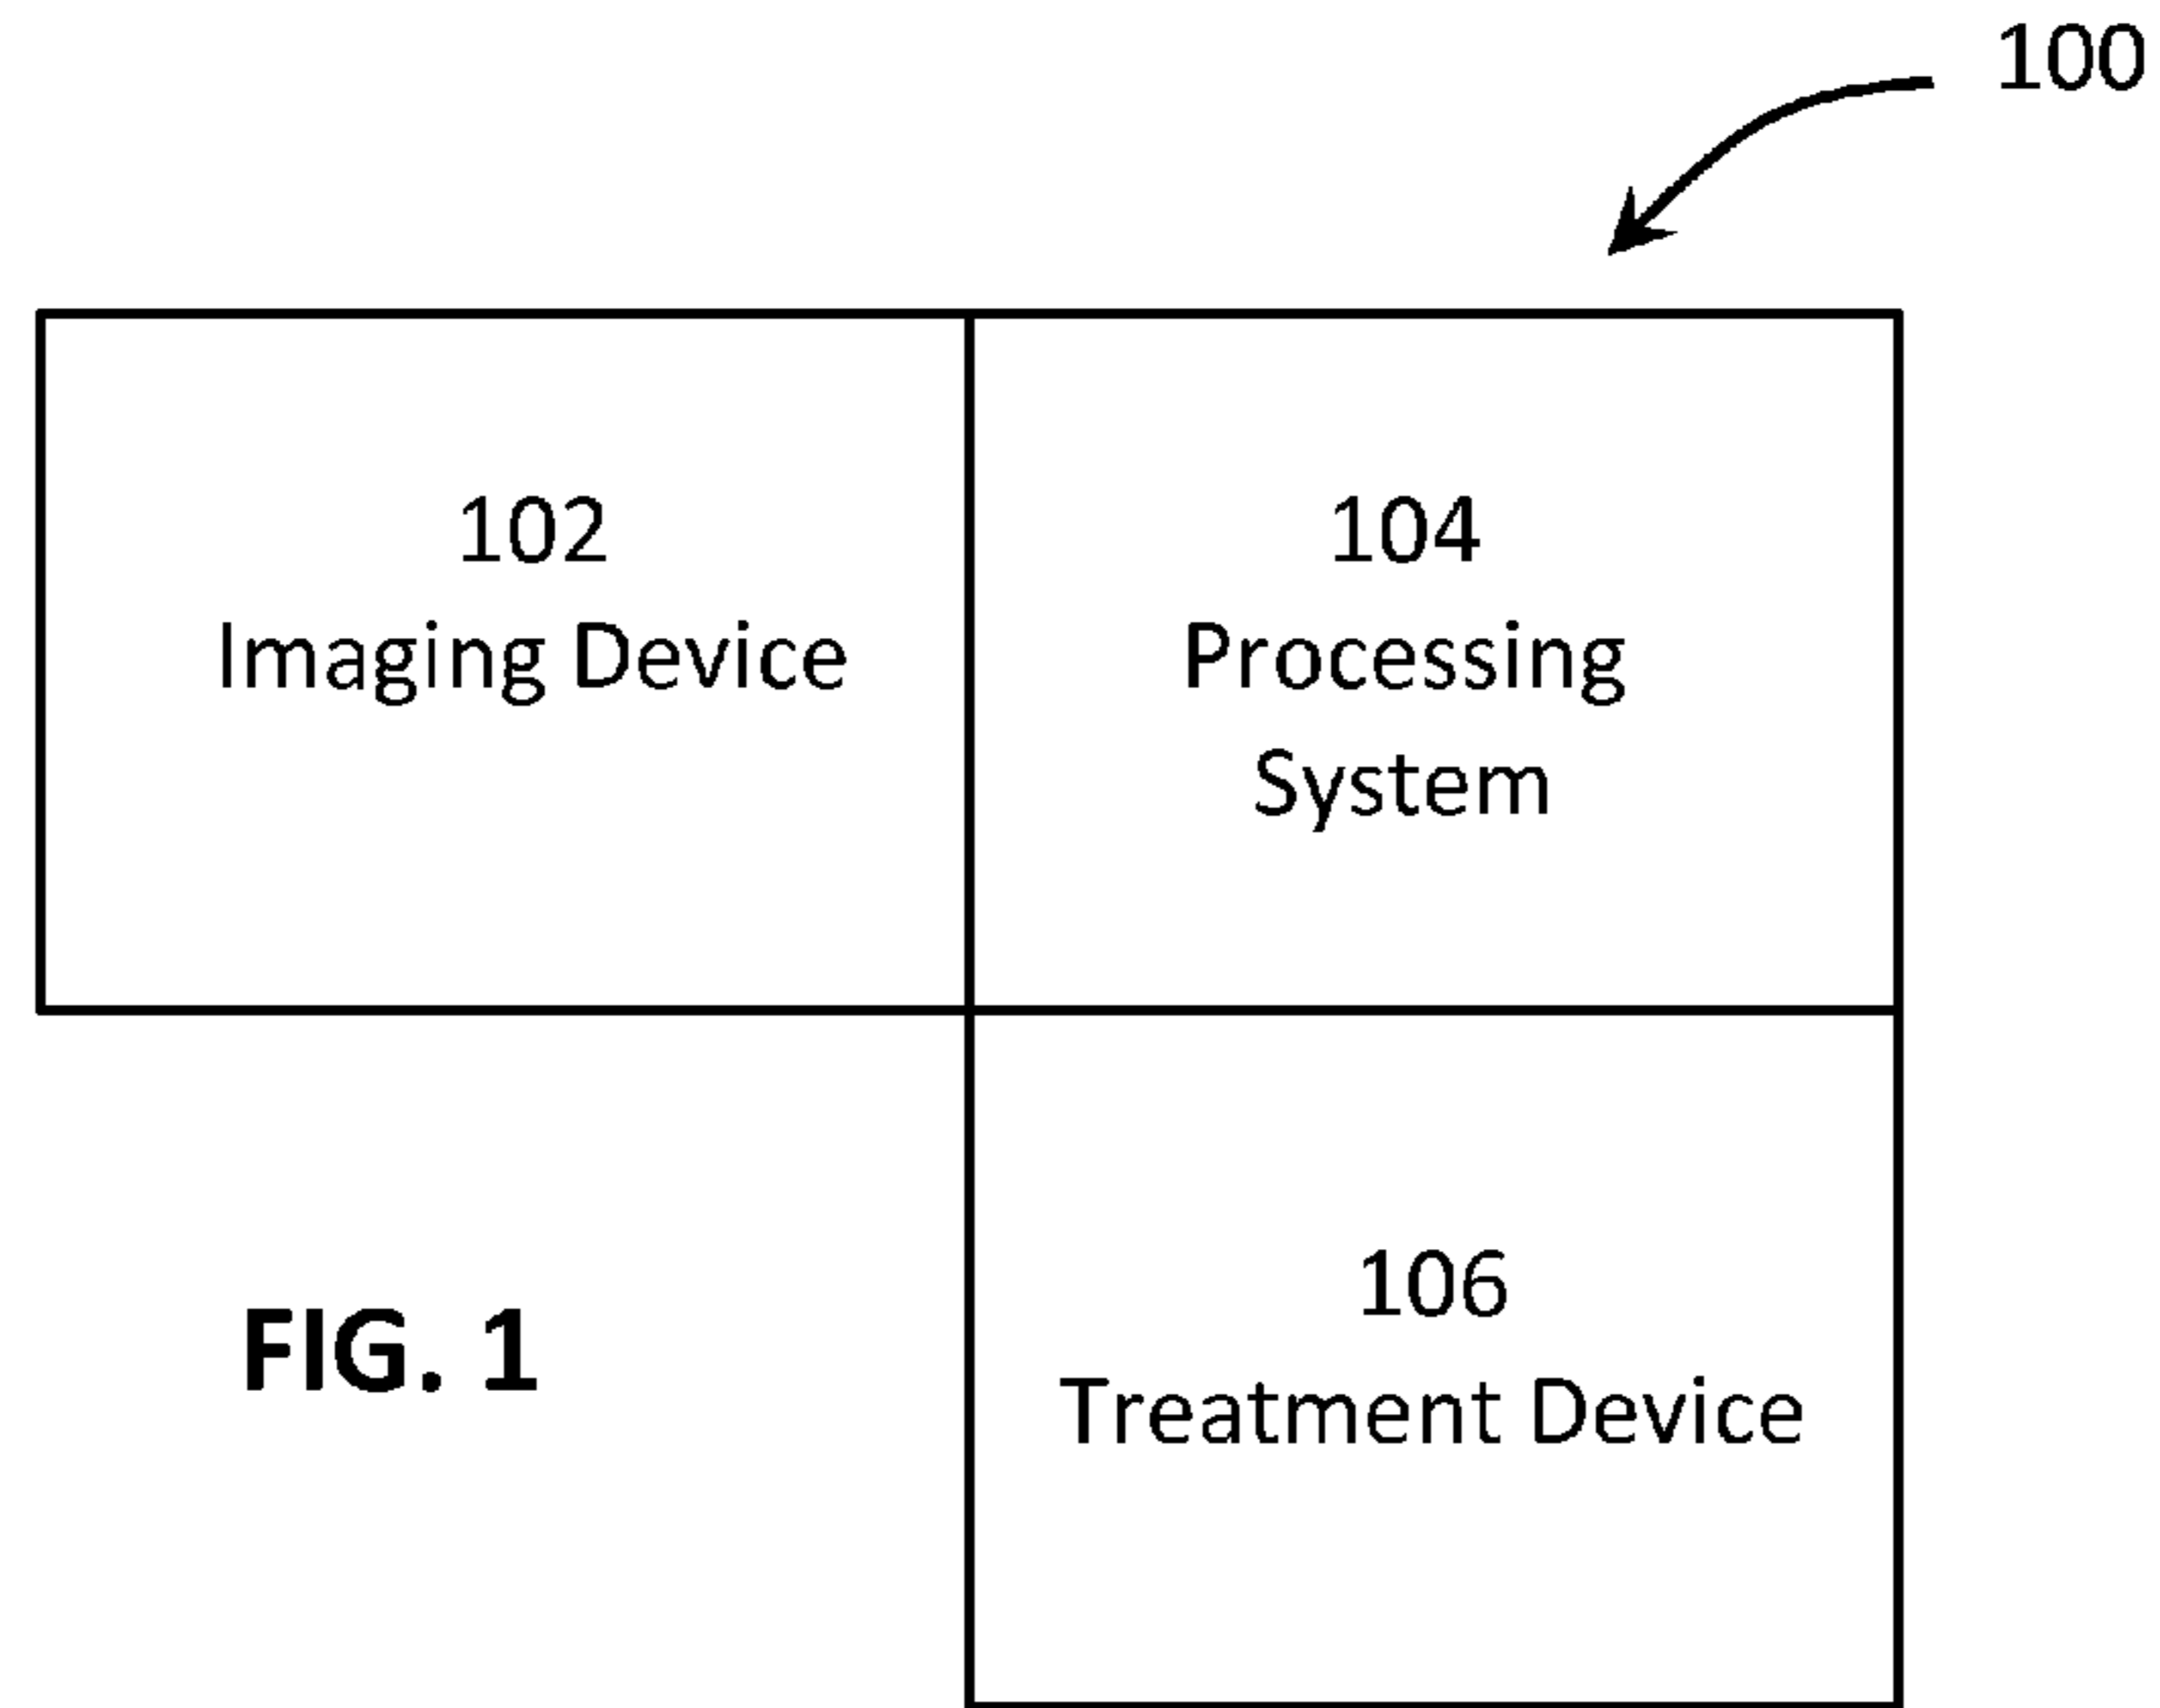 100
102
Imaging Device
104
Processing
System
106
Treatment Device
FIG. 1